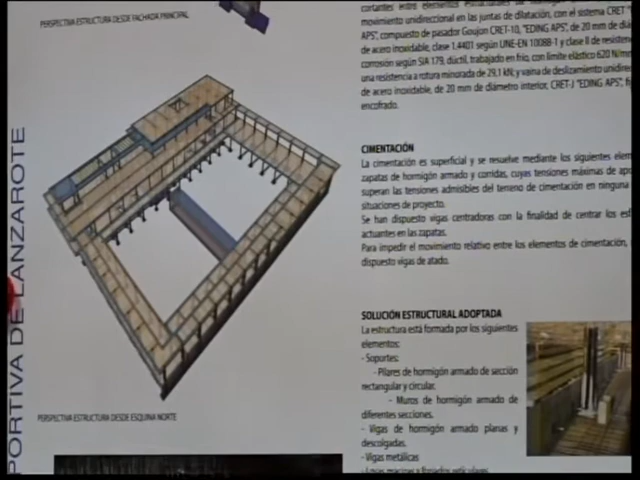 PERSPECTIVA ESTRUCTURA DESDE FACHADA PRINCIPAL
cortantes entre elementos
movimiento unidireccional en las juntas de dilatación, con el sistema CRET
APS", compuesto de pasador Goujon CRET-10, "EDING APS", de 20 mm de diá
de acero inoxidable, clase 1.4401 según UNE-EN 10088-1 y clase II de resisten
corrosión según SIA 179, dúctil, trabajado en frío, con límite elástico 620 N/m
una resistencia a rotura minorada de 29,1 kN; y vaina de deslizamiento unidire
de acero inoxidable, de 20 mm de diámetro interior, CRET-J "EDING APS",
encofrado.
CIMENTACIÓN
La cimentación es superficial y se resuelve mediante los siguientes elem
zapatas de hormigón armado y corridas, cuyas tensiones máximas de apo
superan las tensiones admisibles del terreno de cimentación en ninguna
situaciones de proyecto.
Se han dispuesto vigas centradoras con la finalidad de centrar los esf
actuantes en las zapatas.
Para impedir el movimiento relativo entre los elementos de cimentación,
dispuesto vigas de atado.
SOLUCIÓN ESTRUCTURAL ADOPTADA
La estructura está formada por los siguientes
elementos:
- Soportes:
- Pilares de hormigón armado de sección
rectangular y circular.
- Muros de hormigón armado de
diferentes secciones.
- Vigas de hormigón armado planas y
descolgadas.
- Vigas metálicas
- Losas macizas y forjados reticulares
PERSPECTIVA ESTRUCTURA DESDE ESQUINA NORTE
PORTIVA DE LANZAROTE